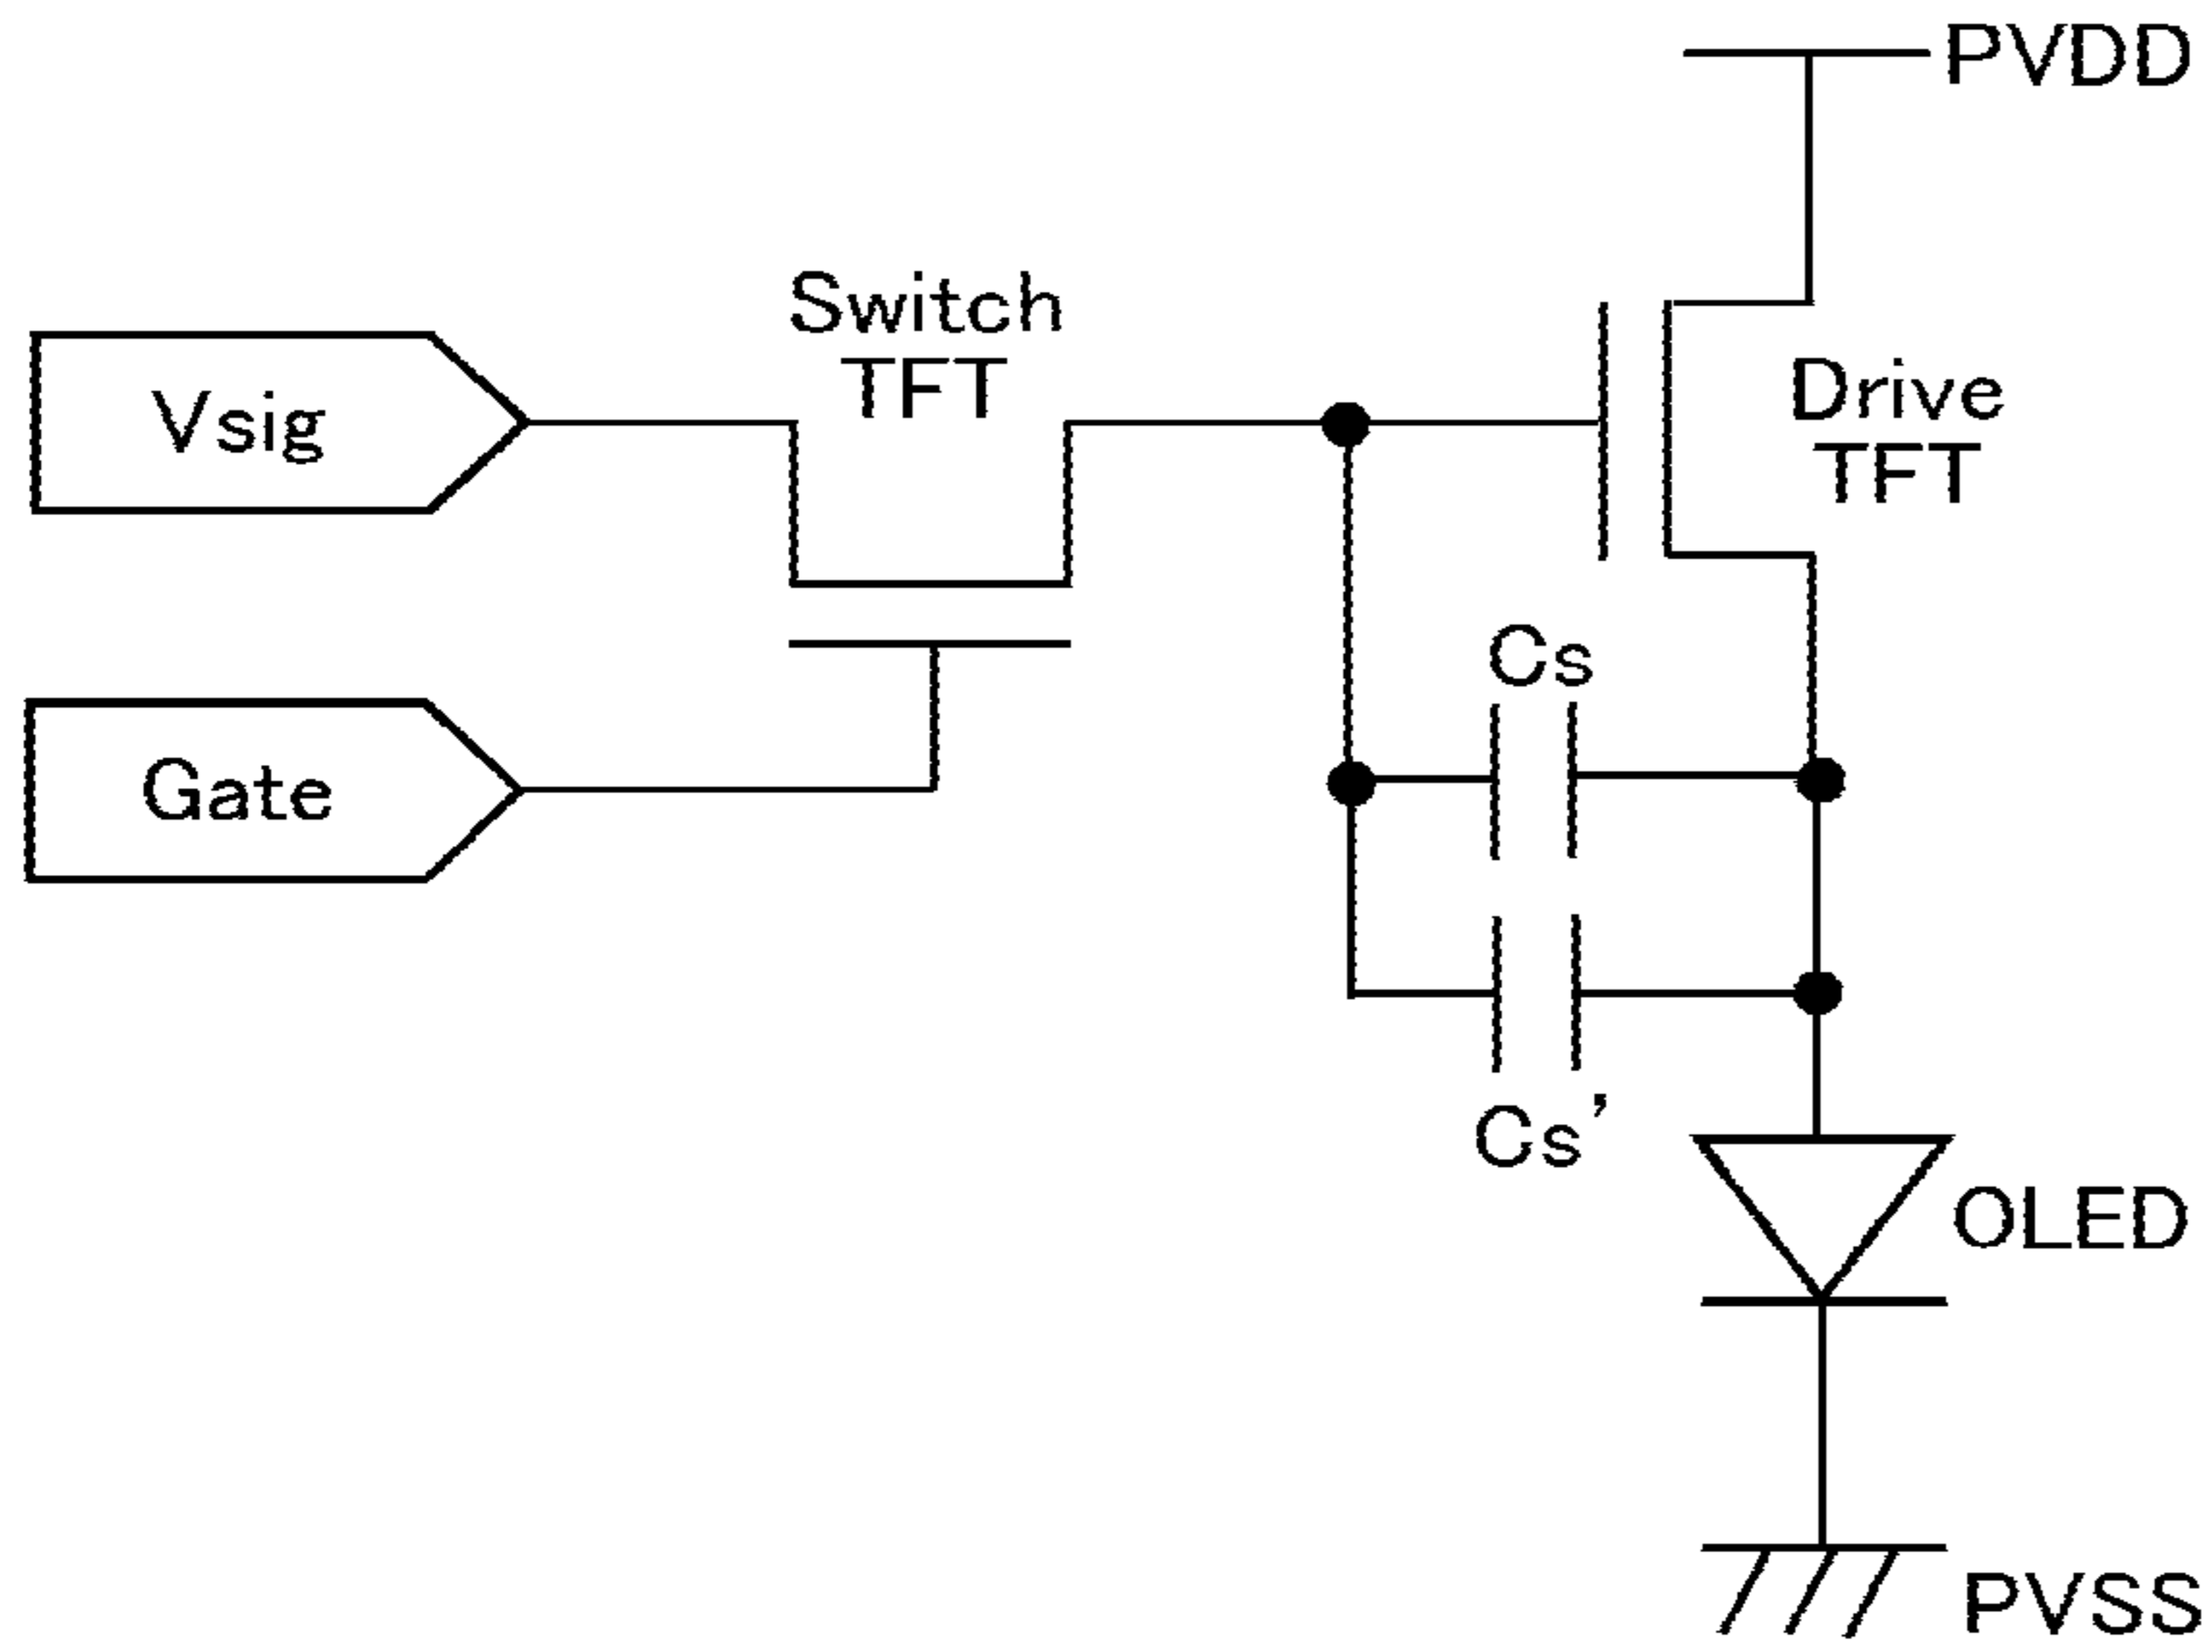 PVDD
Switch
TFT
Vsig
Drive
TFT
Cs
Gate
Cs'
OLED
PVSS